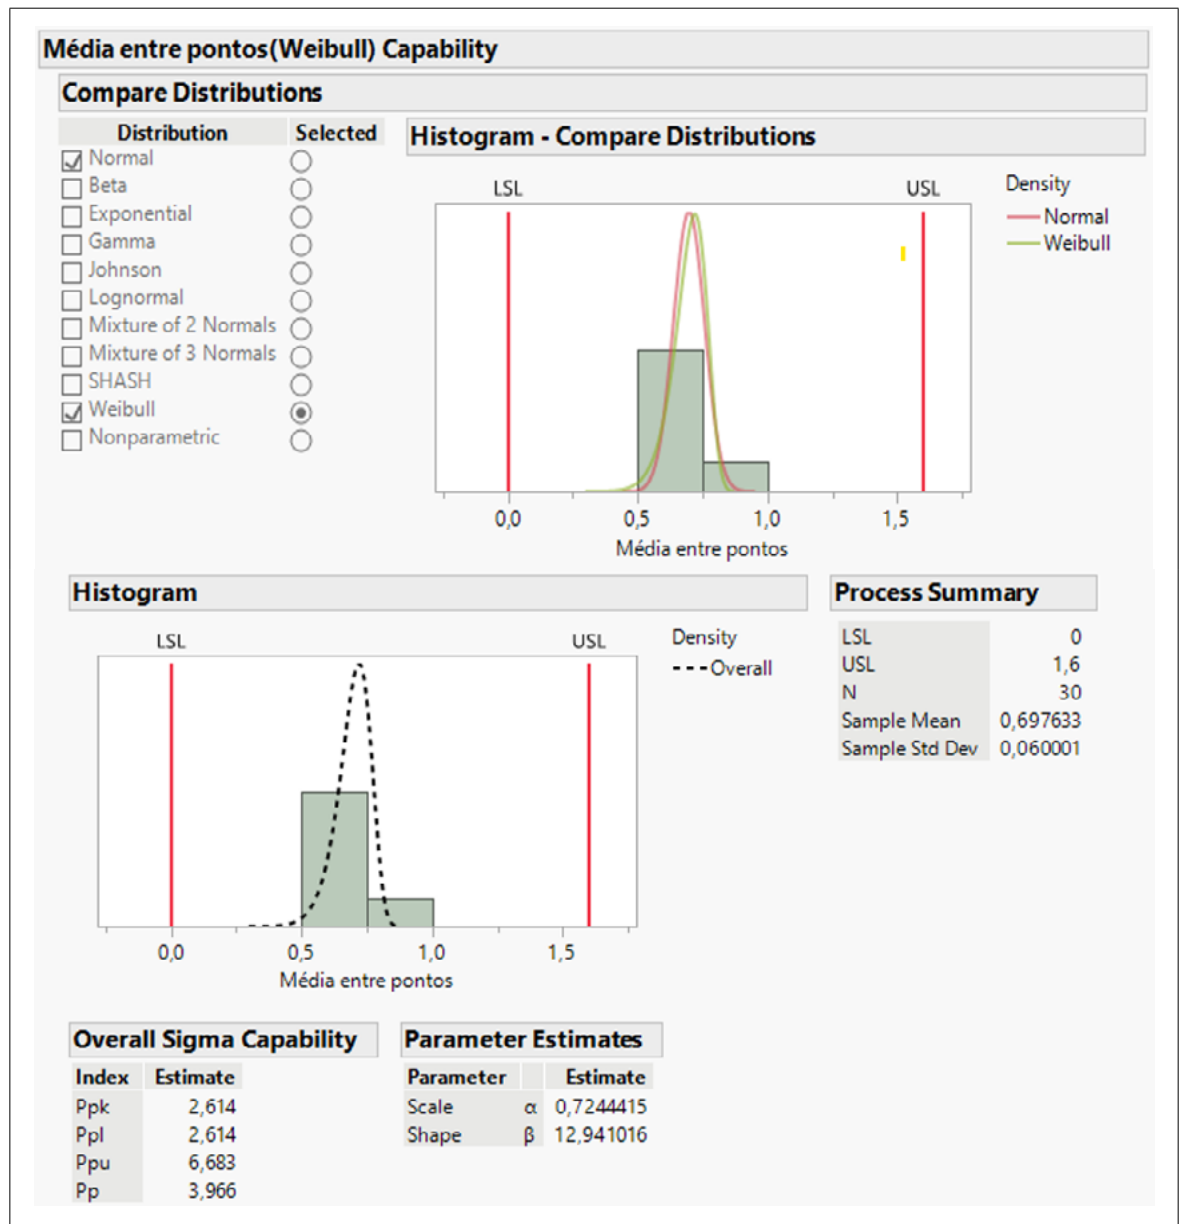 Média entre pontos(Weibull) Capability
Compare Distributions
Distribution Selected
Normal
Beta
Exponential
Gamma
Johnson
Lognormal
Mixture of 2 Normals
Mixture of 3 Normals
SHASH
Weibull
Nonparametric
Histogram - Compare Distributions
LSL USL
Density
Normal
Weibull
0,0 0,5 1,0 1,5
Média entre pontos
Histogram
LSL USL
Density
Overall
0,0 0,5 1,0 1,5
Média entre pontos
Process Summary
LSL 0
USL 1,6
N 30
Sample Mean 0,697633
Sample Std Dev 0,060001
Overall Sigma Capability
Index Estimate
Ppk 2,614
Ppl 2,614
Ppu 6,683
Pp 3,966
Parameter Estimates
Parameter Estimate
Scale α 0,7244415
Shape β 12,941016